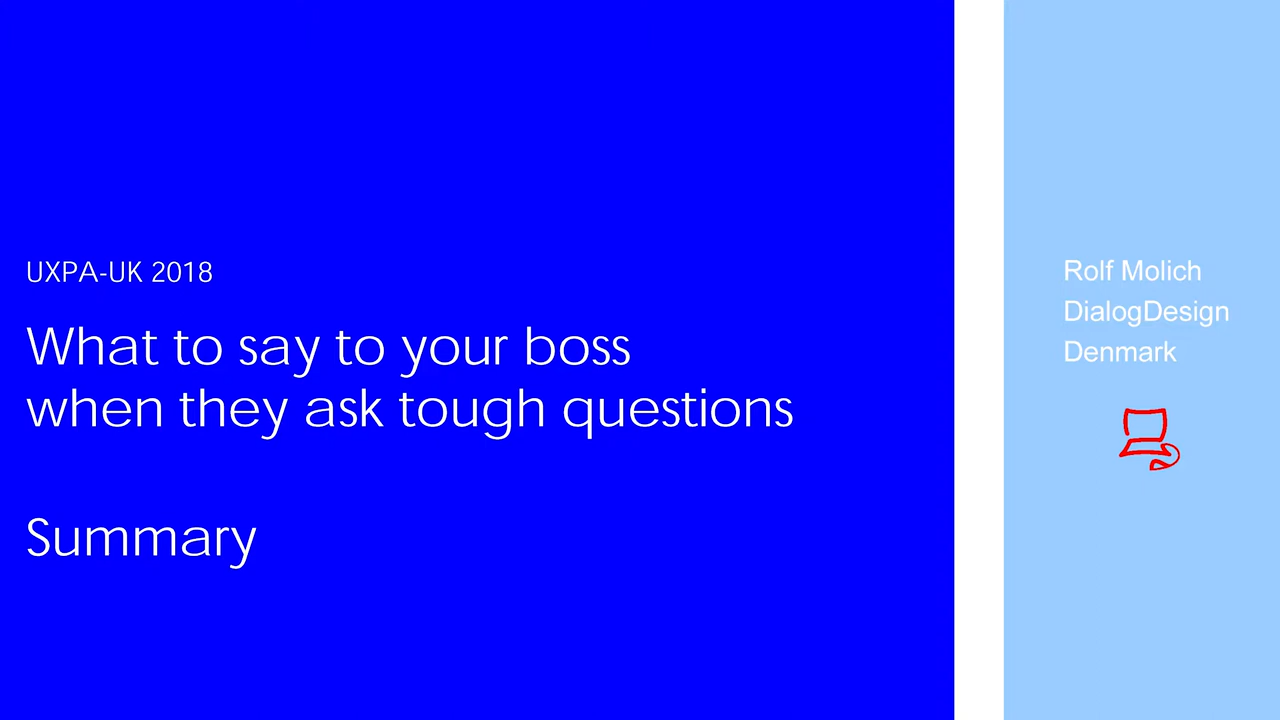 UXPA-UK 2018
What to say to your boss
when they ask tough questions
Summary
Rolf Molich
DialogDesign
Denmark